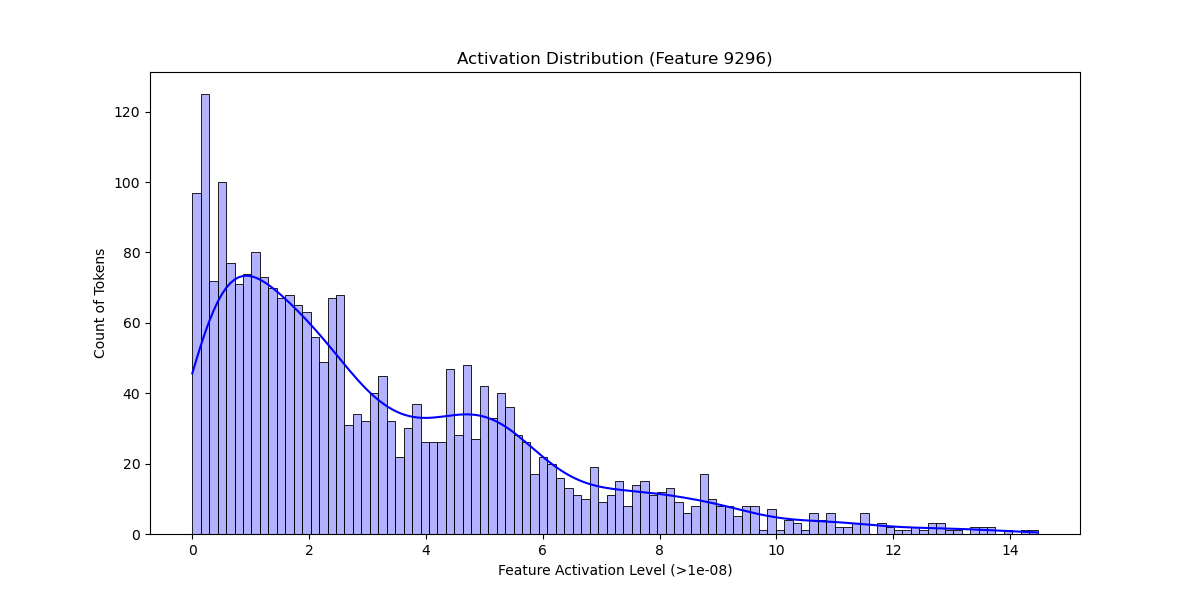 Activation Distribution (Feature 9296)
120
100
80
60
40
20
0
Count of Tokens
0 2 4 6 8 10 12 14
Feature Activation Level (>1e-08)